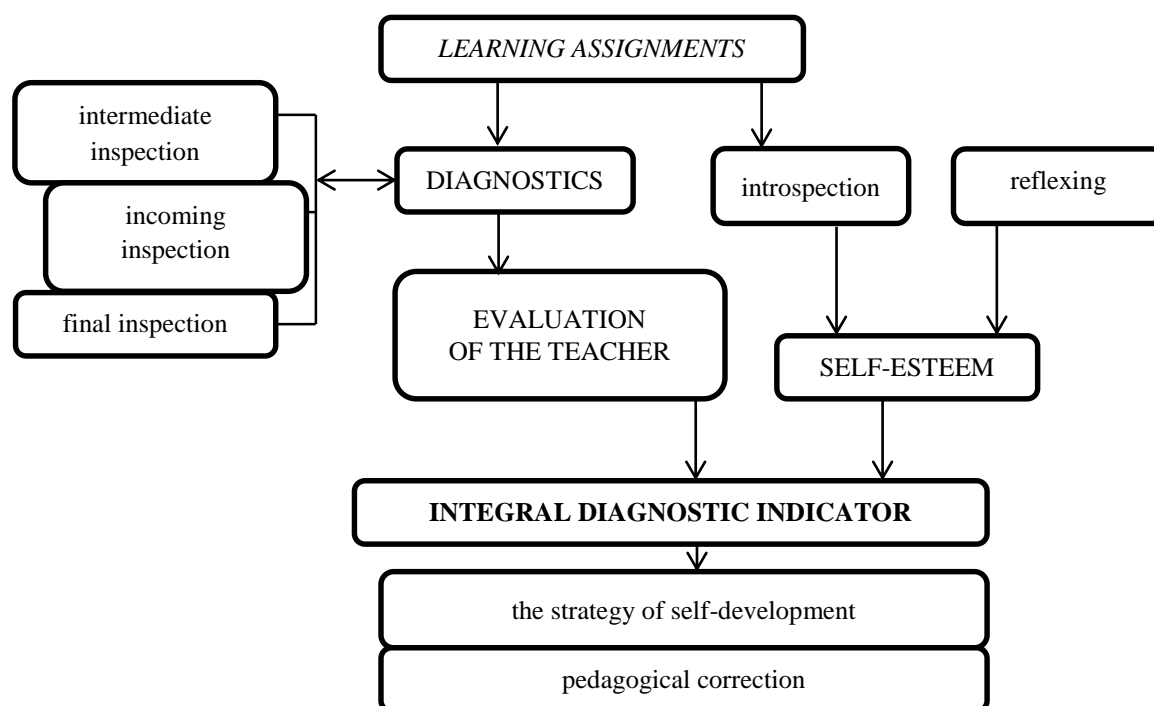 LEARNING ASSIGNMENTS
intermediate
inspection
DIAGNOSTICS
introspection
reflexing
incoming
inspection
final inspection
EVALUATION
OF THE TEACHER
SELF-ESTEEM
INTEGRAL DIAGNOSTIC INDICATOR
the strategy of self-development
pedagogical correction